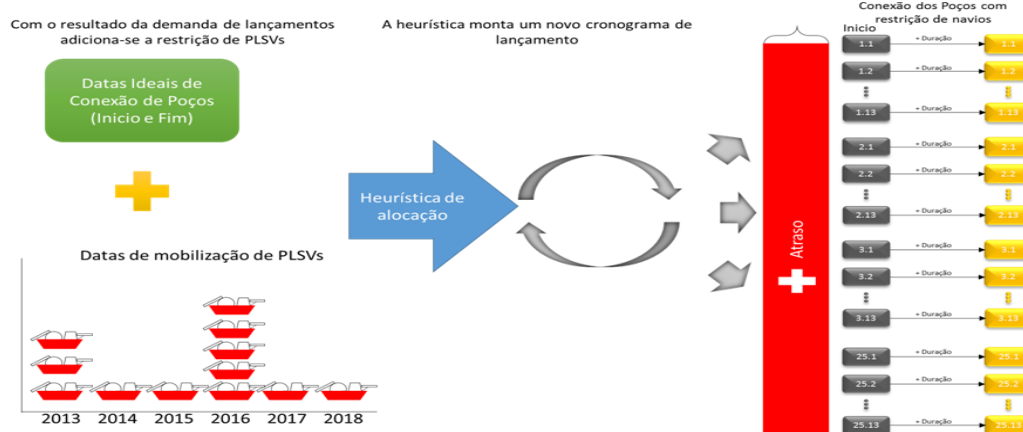 Com o resultado da demanda de lançamentos
adiciona-se a restrição de PLSVs
Datas Ideais de
Conexão de Poços
(Inicio e Fim)
Datas de mobilização de PLSVs
2013 2014 2015 2016 2017 2018
A heurística monta um novo cronograma de
lançamento
Heurística de
alocação
Atraso
Conexão dos Poços com
restrição de navios
Inicio
1.1 + Duração 1.1
1.2 + Duração 1.2
1.13 + Duração 1.13
2.1 + Duração 2.1
2.2 + Duração 2.2
2.13 + Duração 2.13
3.1 + Duração 3.1
3.2 + Duração 3.2
3.13 + Duração 3.13
25.1 + Duração 25.1
25.2 + Duração 25.2
25.13 + Duração 25.13